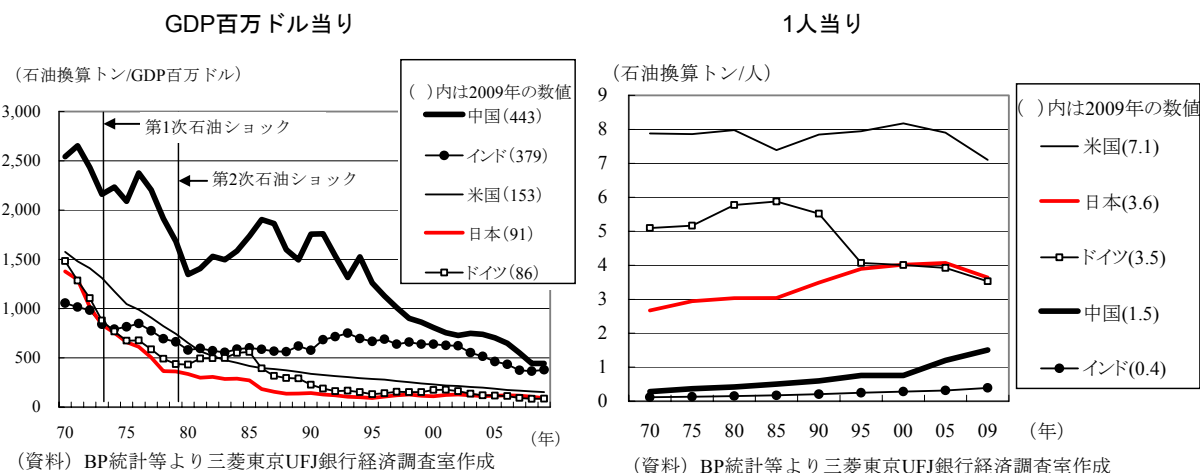 GDP百万ドル当り
(石油換算トン/GDP百万ドル)
3,000
2,500
2,000
1,500
1,000
500
0
第1次石油ショック
第2次石油ショック
( )内は2009年の数値
中国(443)
インド(379)
米国(153)
日本(91)
ドイツ(86)
70 75 80 85 90 95 00 05 (年)
(資料) BP統計等より三菱東京UFJ銀行経済調査室作成
1人当り
(石油換算トン/人)
9
8
7
6
5
4
3
2
1
0
( )内は2009年の数値
米国(7.1)
日本(3.6)
ドイツ(3.5)
中国(1.5)
インド(0.4)
70 75 80 85 90 95 00 05 09 (年)
(資料) BP統計等より三菱東京UFJ銀行経済調査室作成